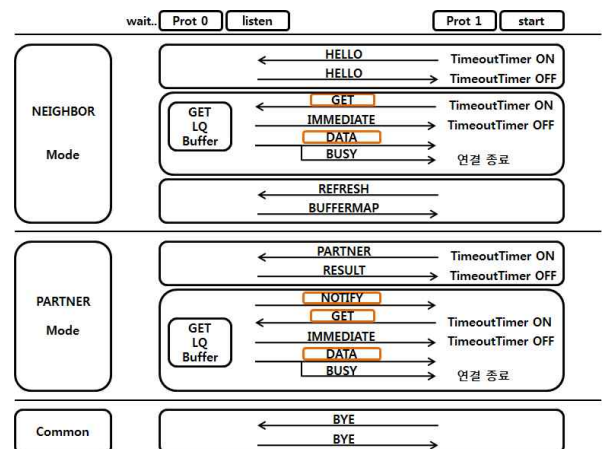 wait.. Prot 0 listen Prot 1 start
HELLO TimeoutTimer ON
HELLO TimeoutTimer OFF
NEIGHBOR
Mode
GET
LQ
Buffer
GET TimeoutTimer ON
IMMEDIATE TimeoutTimer OFF
DATA
BUSY 연결 종료
REFRESH
BUFFERMAP
PARTNER TimeoutTimer ON
RESULT TimeoutTimer OFF
PARTNER
Mode
NOTIFY
GET
LQ
Buffer
GET TimeoutTimer ON
IMMEDIATE TimeoutTimer OFF
DATA
BUSY 연결 종료
Common
BYE
BYE